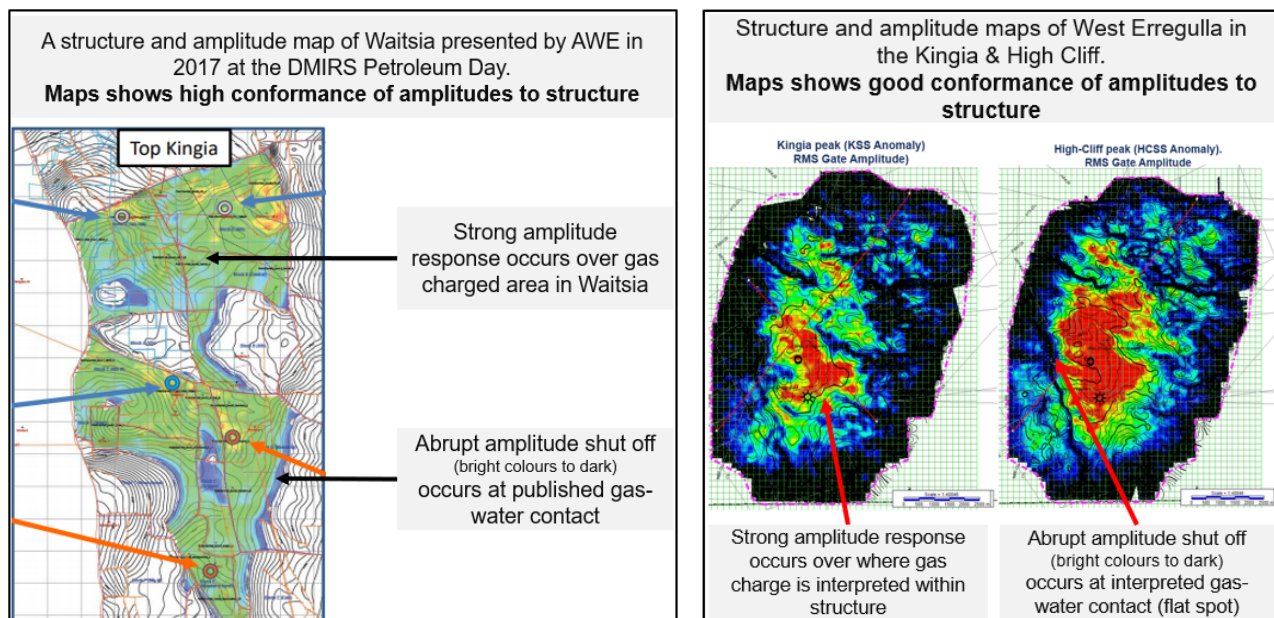 A structure and amplitude map of Waitsia presented by AWE in
2017 at the DMIRS Petroleum Day.
Maps shows high conformance of amplitudes to structure
Top Kingia
Strong amplitude
response occurs over gas
charged area in Waitsia
Abrupt amplitude shut off
(bright colours to dark)
occurs at published gas-
water contact
Structure and amplitude maps of West Erregulla in
the Kingia & High Cliff.
Maps shows good conformance of amplitudes to
structure
Kingia peak (KSS Anomaly)
RMS Gate Amplitude)
High-Cliff peak (HCSS Anomaly).
RMS Gate Amplitude
Strong amplitude response
occurs over where gas
charge is interpreted within
structure
Abrupt amplitude shut off
(bright colours to dark)
occurs at interpreted gas-
water contact (flat spot)